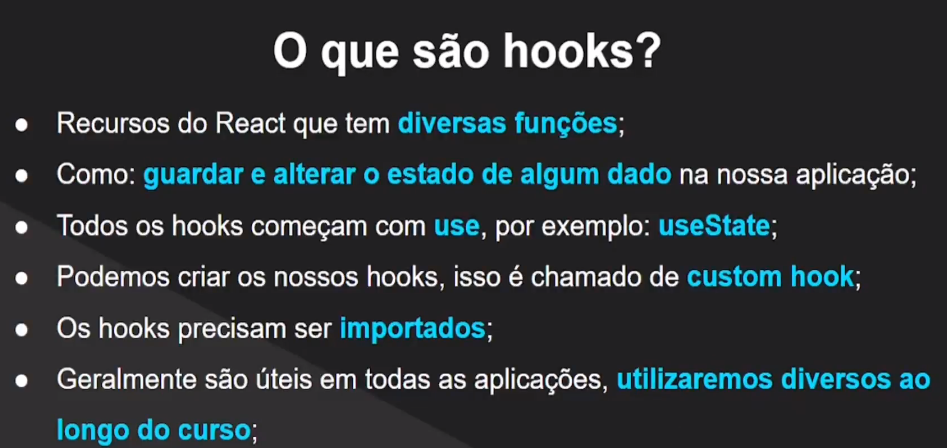 O que são hooks?
● Recursos do React que tem diversas funções;
● Como: guardar e alterar o estado de algum dado na nossa aplicação;
● Todos os hooks começam com use, por exemplo: useState;
● Podemos criar os nossos hooks, isso é chamado de custom hook;
● Os hooks precisam ser importados;
● Geralmente são úteis em todas as aplicações, utilizaremos diversos ao
longo do curso;